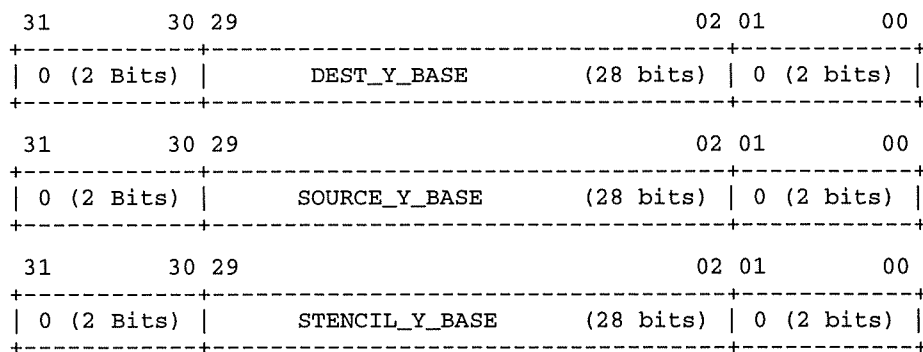 31 30 29 02 01 00
| 0 (2 Bits) | DEST_Y_BASE (28 bits) | 0 (2 bits) |
31 30 29 02 01 00
| 0 (2 Bits) | SOURCE_Y_BASE (28 bits) | 0 (2 bits) |
31 30 29 02 01 00
| 0 (2 Bits) | STENCIL_Y_BASE (28 bits) | 0 (2 bits) |